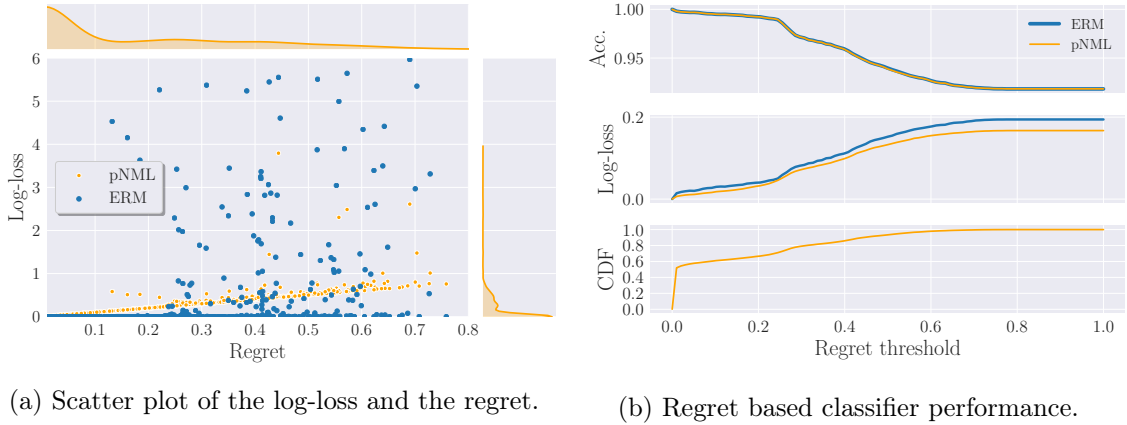 6
5
4
3
2
1
0
Log-loss
pNML
ERM
0.1 0.2 0.3 0.4 0.5 0.6 0.7 0.8
Regret
(a) Scatter plot of the log-loss and the regret.
1.00
0.95
Acc.
ERM
pNML
0.2
0.0
Log-loss
1.0
0.8
0.6
0.4
0.2
0.0
CDF
0.0 0.2 0.4 0.6 0.8 1.0
Regret threshold
(b) Regret based classifier performance.